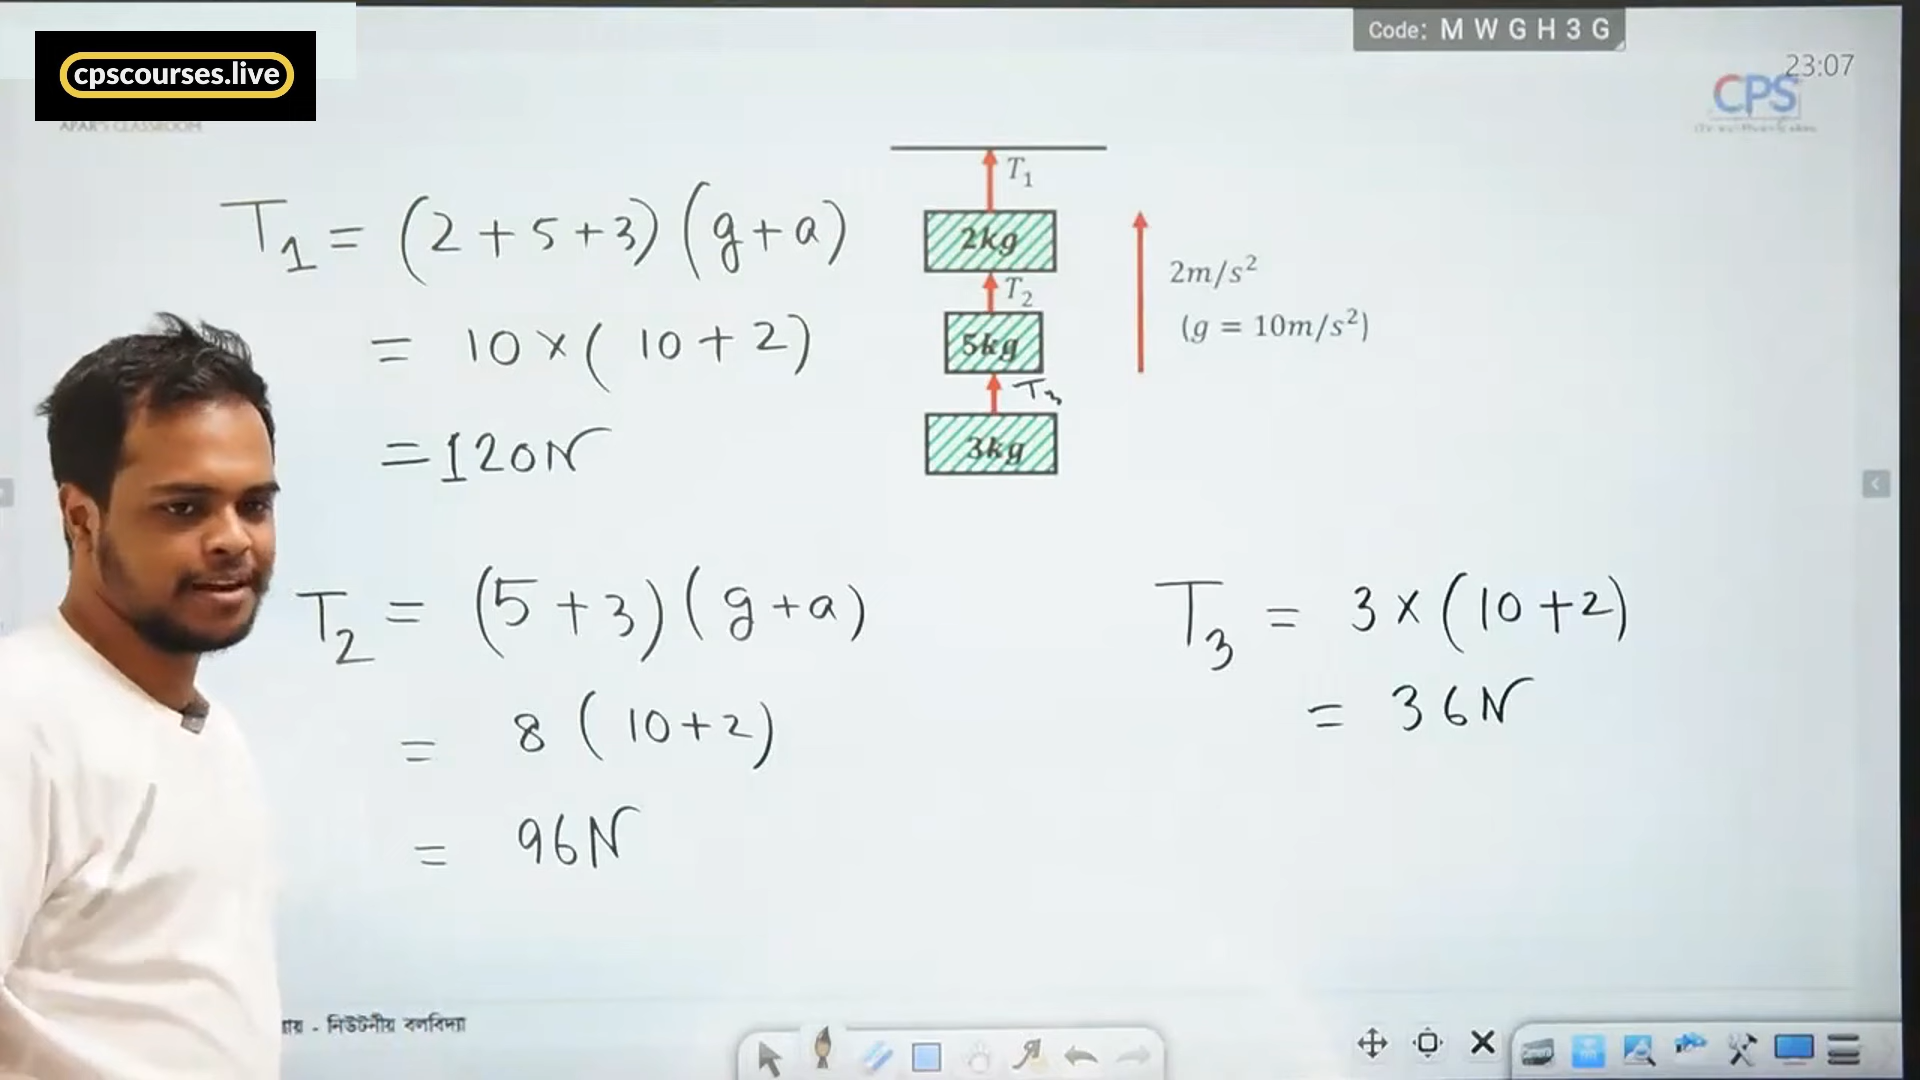 cpscourses.live
Code: M W G H 3 G
23:07
CPS
APAR'S CLASSROOM
T₁ = (2 + 5 + 3) (g + a)
= 10 × ( 10 + 2 )
= 120N
T₁
2kg
T₂
5kg
T₃
3kg
2m/s²
(g = 10m/s²)
T₂ = (5 + 3) (g + a)
= 8 ( 10 + 2 )
= 96N
T₃ = 3 × (10 + 2)
= 36N
- নিউটনীয় বলবিদ্যা